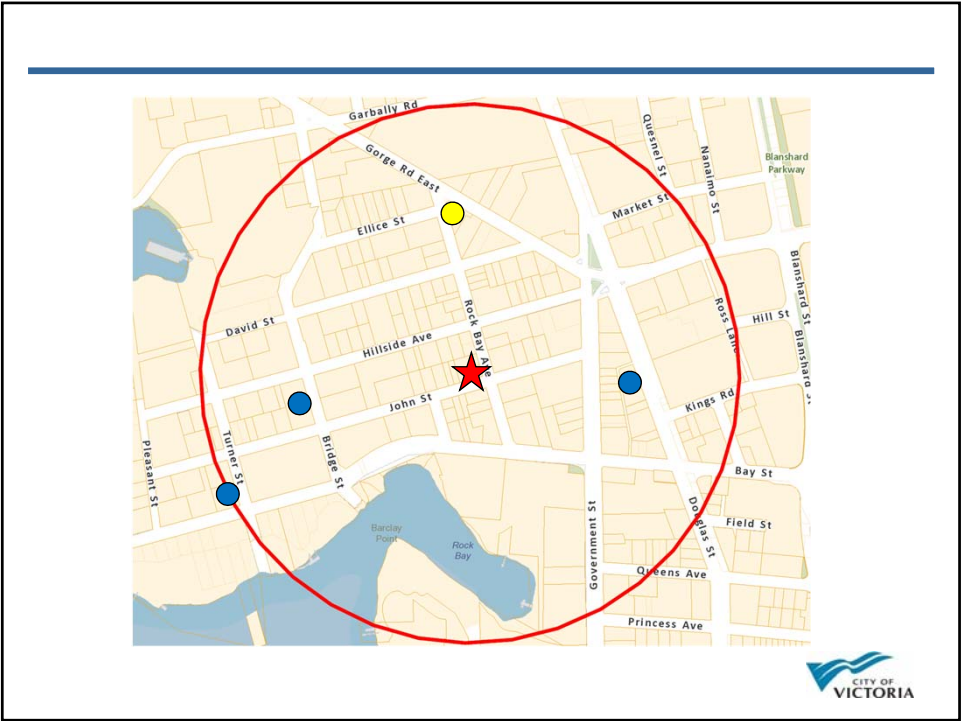 Garbally Rd
Gorge Rd East
Quesnel St
Nanaimo St
Blanshard
Parkway
Market St
Ellice St
David St
Hillside Ave
Rock Bay Ave
Ross Lane
Hill St
Blanshard St
Blanshard St
John St
Kings Rd
Pleasant St
Turner St
Bridge St
Bay St
Barclay
Point
Rock
Bay
Government St
Douglas St
Field St
Queens Ave
Princess Ave
CITY OF
VICTORIA